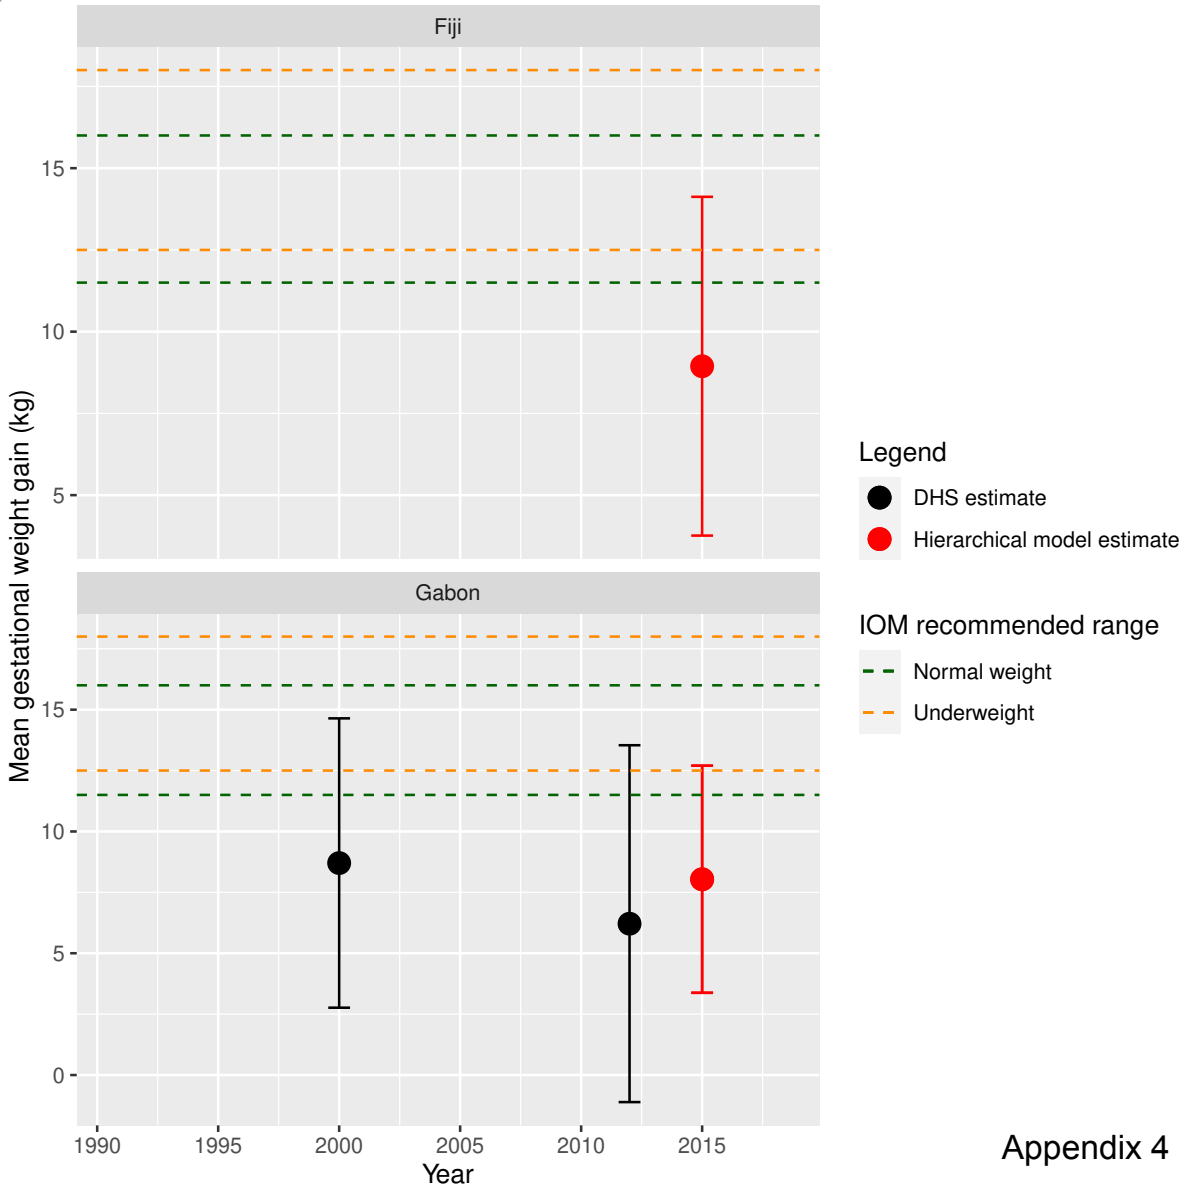 Fiji
15
10
5
Gabon
15
10
5
0
1990 1995 2000 2005 2010 2015
Year
Mean gestational weight gain (kg)
Legend
DHS estimate
Hierarchical model estimate
IOM recommended range
Normal weight
Underweight
Appendix 4